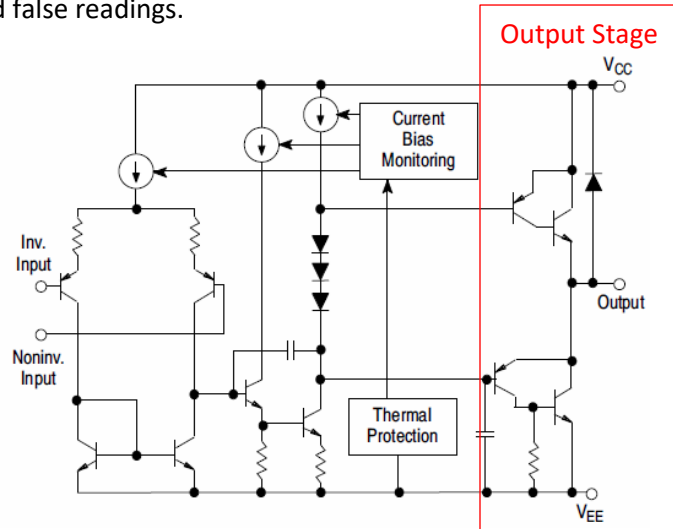 d false readings.
Output Stage
VCC
Current
Bias
Monitoring
Inv.
Input
Output
Noninv.
Input
Thermal
Protection
VEE